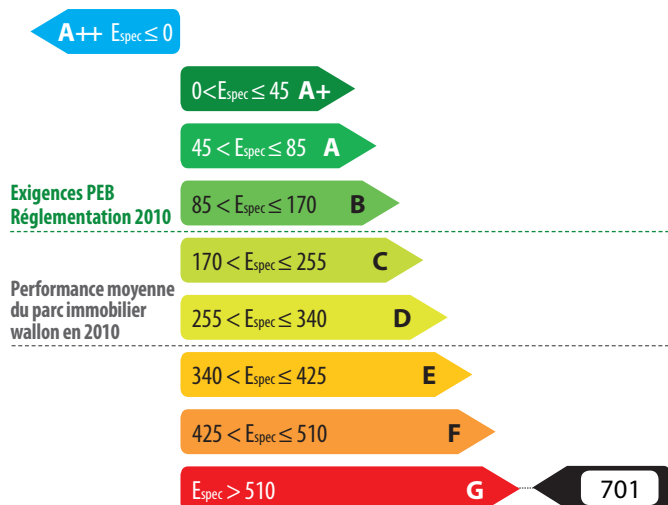 A++ Espec ≤ 0
0<Espec ≤ 45 A+
45 < Espec ≤ 85 A
Exigences PEB
Réglementation 2010
85 < Espec ≤ 170 B
170 < Espec ≤ 255 C
Performance moyenne
du parc immobilier
wallon en 2010
255 < Espec ≤ 340 D
340 < Espec ≤ 425 E
425 < Espec ≤ 510 F
Espec > 510 G 701